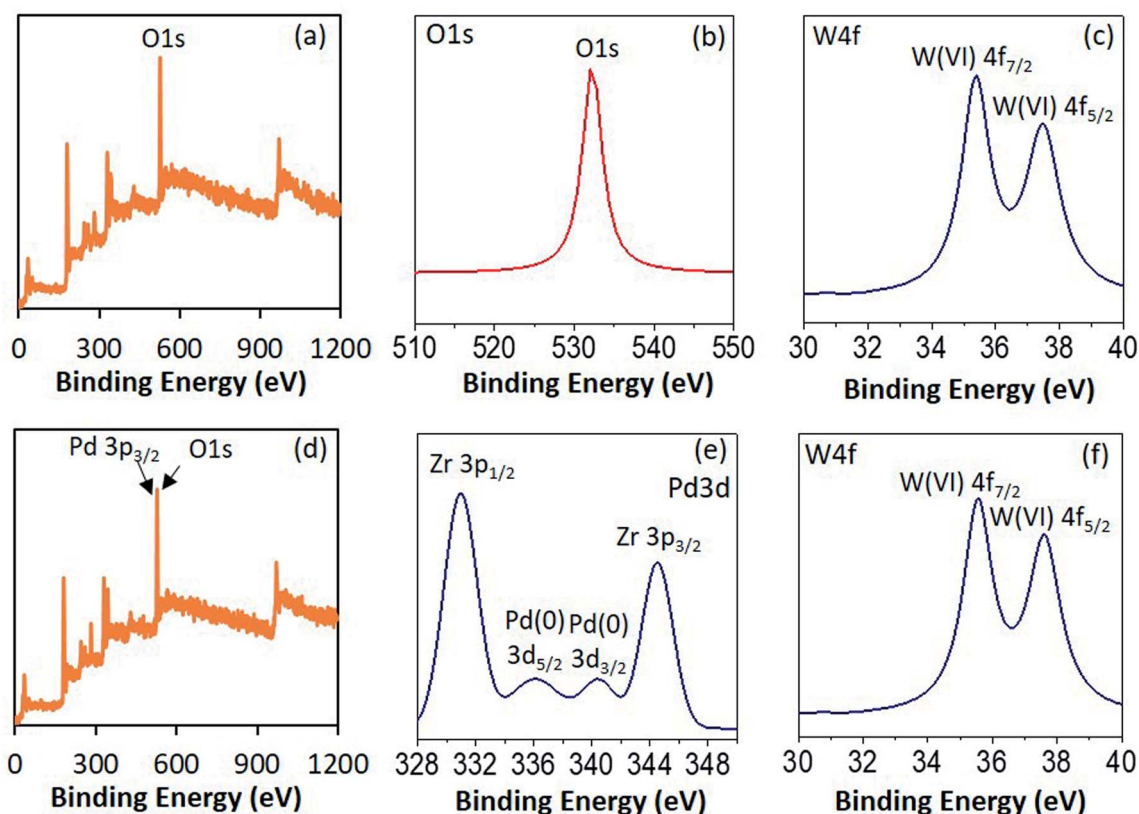 O1s
(a)
0 300 600 900 1200
Binding Energy (eV)
O1s
(b)
O1s
510 520 530 540 550
Binding Energy (eV)
W4f
(c)
W(VI) 4f7/2
W(VI) 4f5/2
30 32 34 36 38 40
Binding Energy (eV)
(d)
Pd 3p3/2
O1s
0 300 600 900 1200
Binding Energy (eV)
(e)
Zr 3p1/2
Pd3d
Zr 3p3/2
Pd(0) Pd(0)
3d5/2 3d3/2
328 332 336 340 344 348
Binding Energy (eV)
W4f
(f)
W(VI) 4f7/2
W(VI) 4f5/2
30 32 34 36 38 40
Binding Energy (eV)